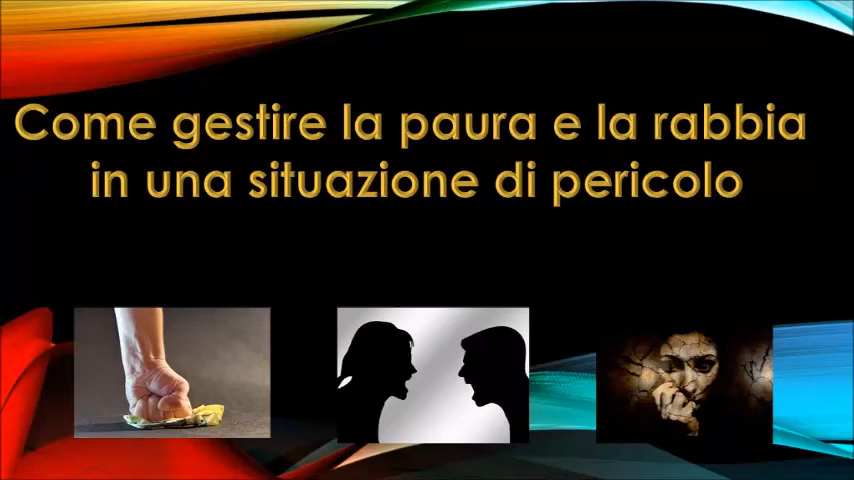 Come gestire la paura e la rabbia
in una situazione di pericolo